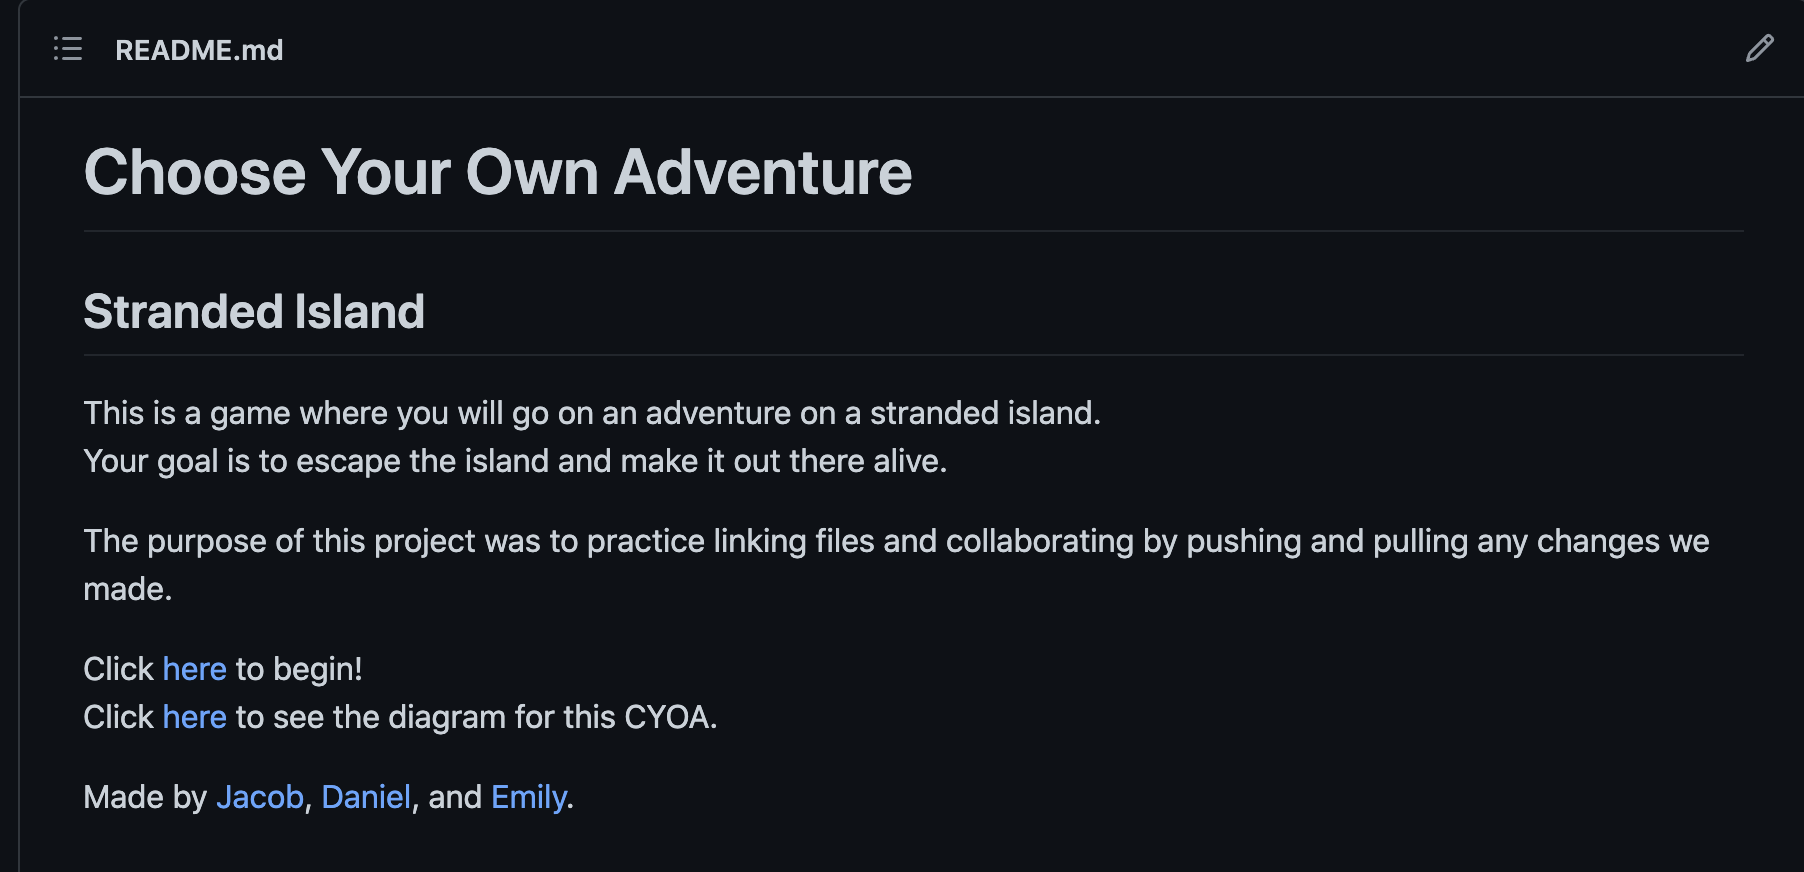 README.md
Choose Your Own Adventure
Stranded Island
This is a game where you will go on an adventure on a stranded island.
Your goal is to escape the island and make it out there alive.
The purpose of this project was to practice linking files and collaborating by pushing and pulling any changes we
made.
Click here to begin!
Click here to see the diagram for this CYOA.
Made by Jacob, Daniel, and Emily.